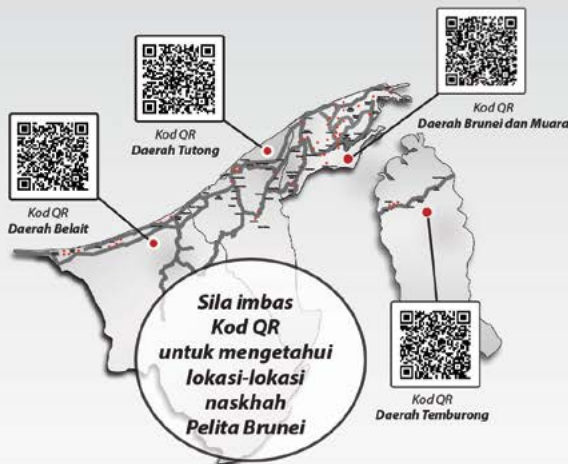 Kod QR
Daerah Tutong
Kod QR
Daerah Brunei dan Muara
Kod QR
Daerah Belait
Sila imbas
Kod QR
untuk mengetahui
lokasi-lokasi
naskhah
Pelita Brunei
Kod QR
Daerah Temburong